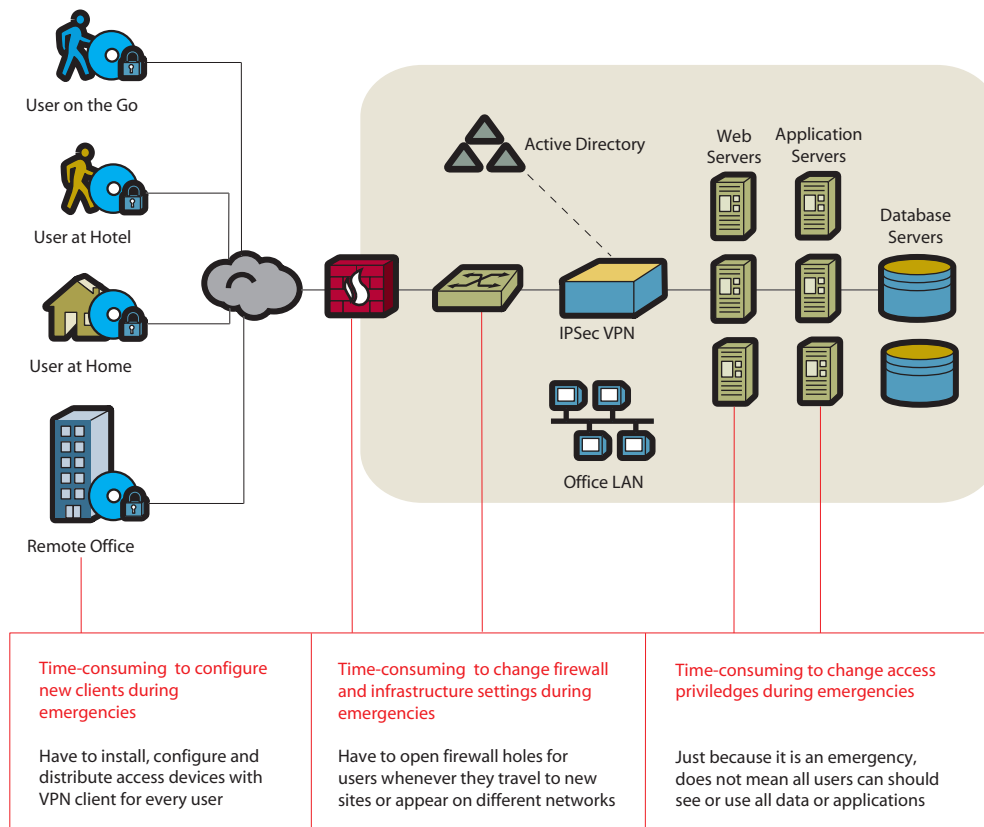 User on the Go
User at Hotel
User at Home
Remote Office
Active Directory
Web
Servers
Application
Servers
Database
Servers
IPSec VPN
Office LAN
Time-consuming to configure
new clients during
emergencies
Have to install, configure and
distribute access devices with
VPN client for every user
Time-consuming to change firewall
and infrastructure settings during
emergencies
Have to open firewall holes for
users whenever they travel to new
sites or appear on different networks
Time-consuming to change access
priviledges during emergencies
Just because it is an emergency,
does not mean all users can should
see or use all data or applications